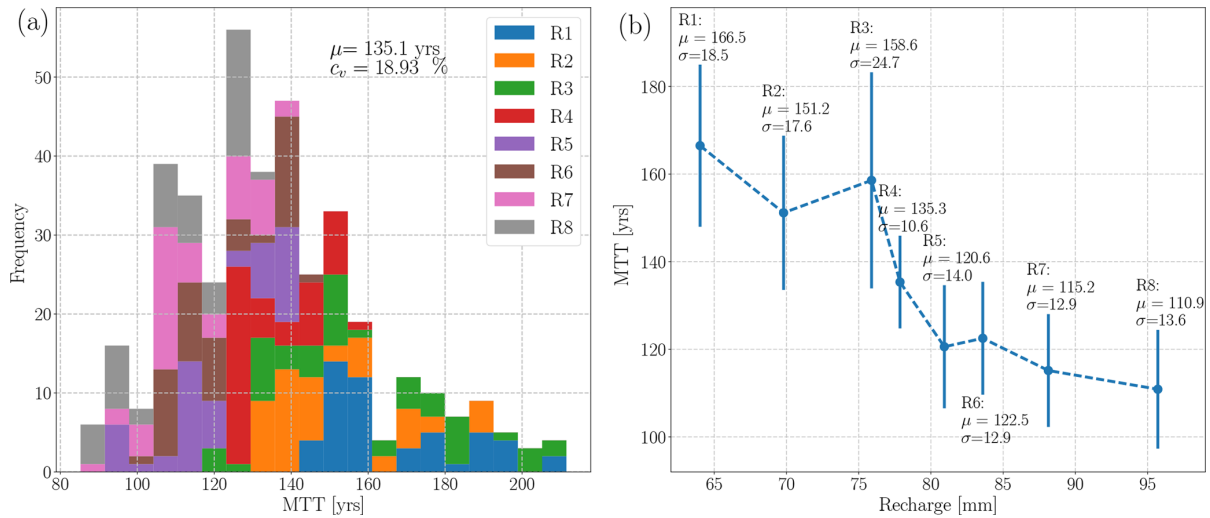 (a)
μ= 135.1 yrs
c_v = 18.93 %
R1
R2
R3
R4
R5
R6
R7
R8
Frequency
50
40
30
20
10
0
80 100 120 140 160 180 200
MTT [yrs]
(b)
R1:
μ = 166.5
σ=18.5
R2:
μ = 151.2
σ=17.6
R3:
μ = 158.6
σ=24.7
R4:
μ = 135.3
σ=10.6
R5:
μ = 120.6
σ=14.0
R6:
μ = 122.5
σ=12.9
R7:
μ = 115.2
σ=12.9
R8:
μ = 110.9
σ=13.6
MTT [yrs]
180
160
140
120
100
65 70 75 80 85 90 95
Recharge [mm]